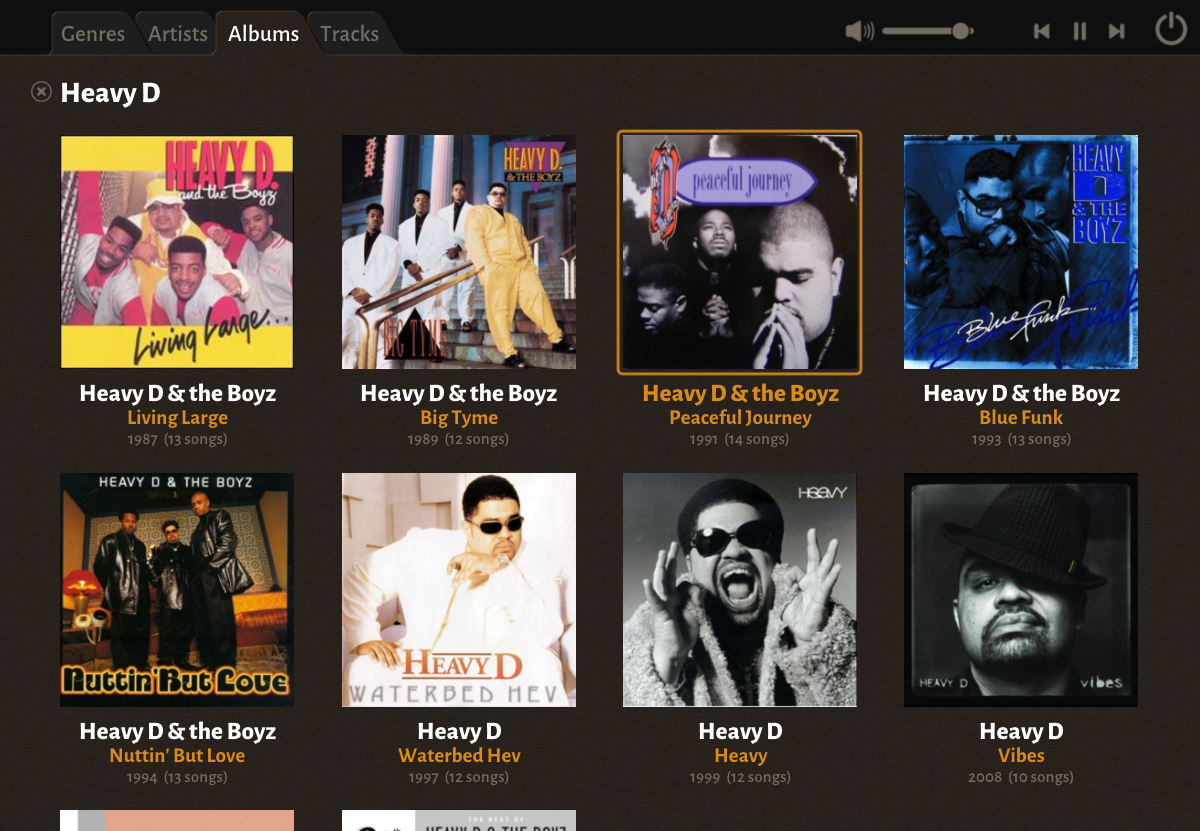 Genres Artists Albums Tracks
Heavy D
HEAVY D.
and the Boyz
Living Large...
HEAVY D.
& THE BOYZ
BIG TYME
peaceful journey
HEAVY
D
& THE
BOYZ
Blue Funk...
Heavy D & the Boyz
Living Large
1987 (13 songs)
Heavy D & the Boyz
Big Tyme
1989 (12 songs)
Heavy D & the Boyz
Peaceful Journey
1991 (14 songs)
Heavy D & the Boyz
Blue Funk
1993 (13 songs)
HEAVY D & THE BOYZ
Nuttin' But Love
HEAVY D
WATERBED HEV
HEAVY
HEAVY D
vibes
Heavy D & the Boyz
Nuttin' But Love
1994 (13 songs)
Heavy D
Waterbed Hev
1997 (12 songs)
Heavy D
Heavy
1999 (12 songs)
Heavy D
Vibes
2008 (10 songs)
THE BEST OF
HEAVY D & THE BOYZ